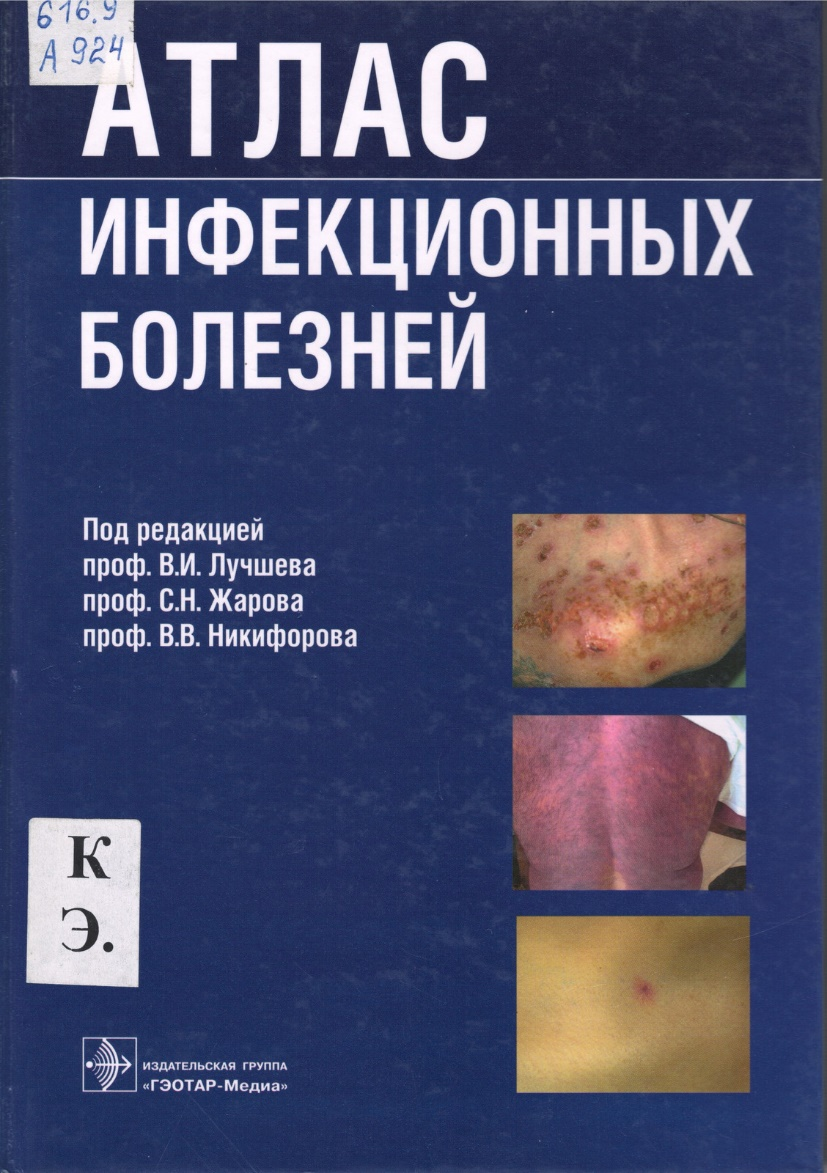 616.9
А 924
АТЛАС
ИНФЕКЦИОННЫХ
БОЛЕЗНЕЙ
Под редакцией
проф. В.И. Лучшева
проф. С.Н. Жарова
проф. В.В. Никифорова
К
Э.
ИЗДАТЕЛЬСКАЯ ГРУППА
«ГЭОТАР-Медиа»